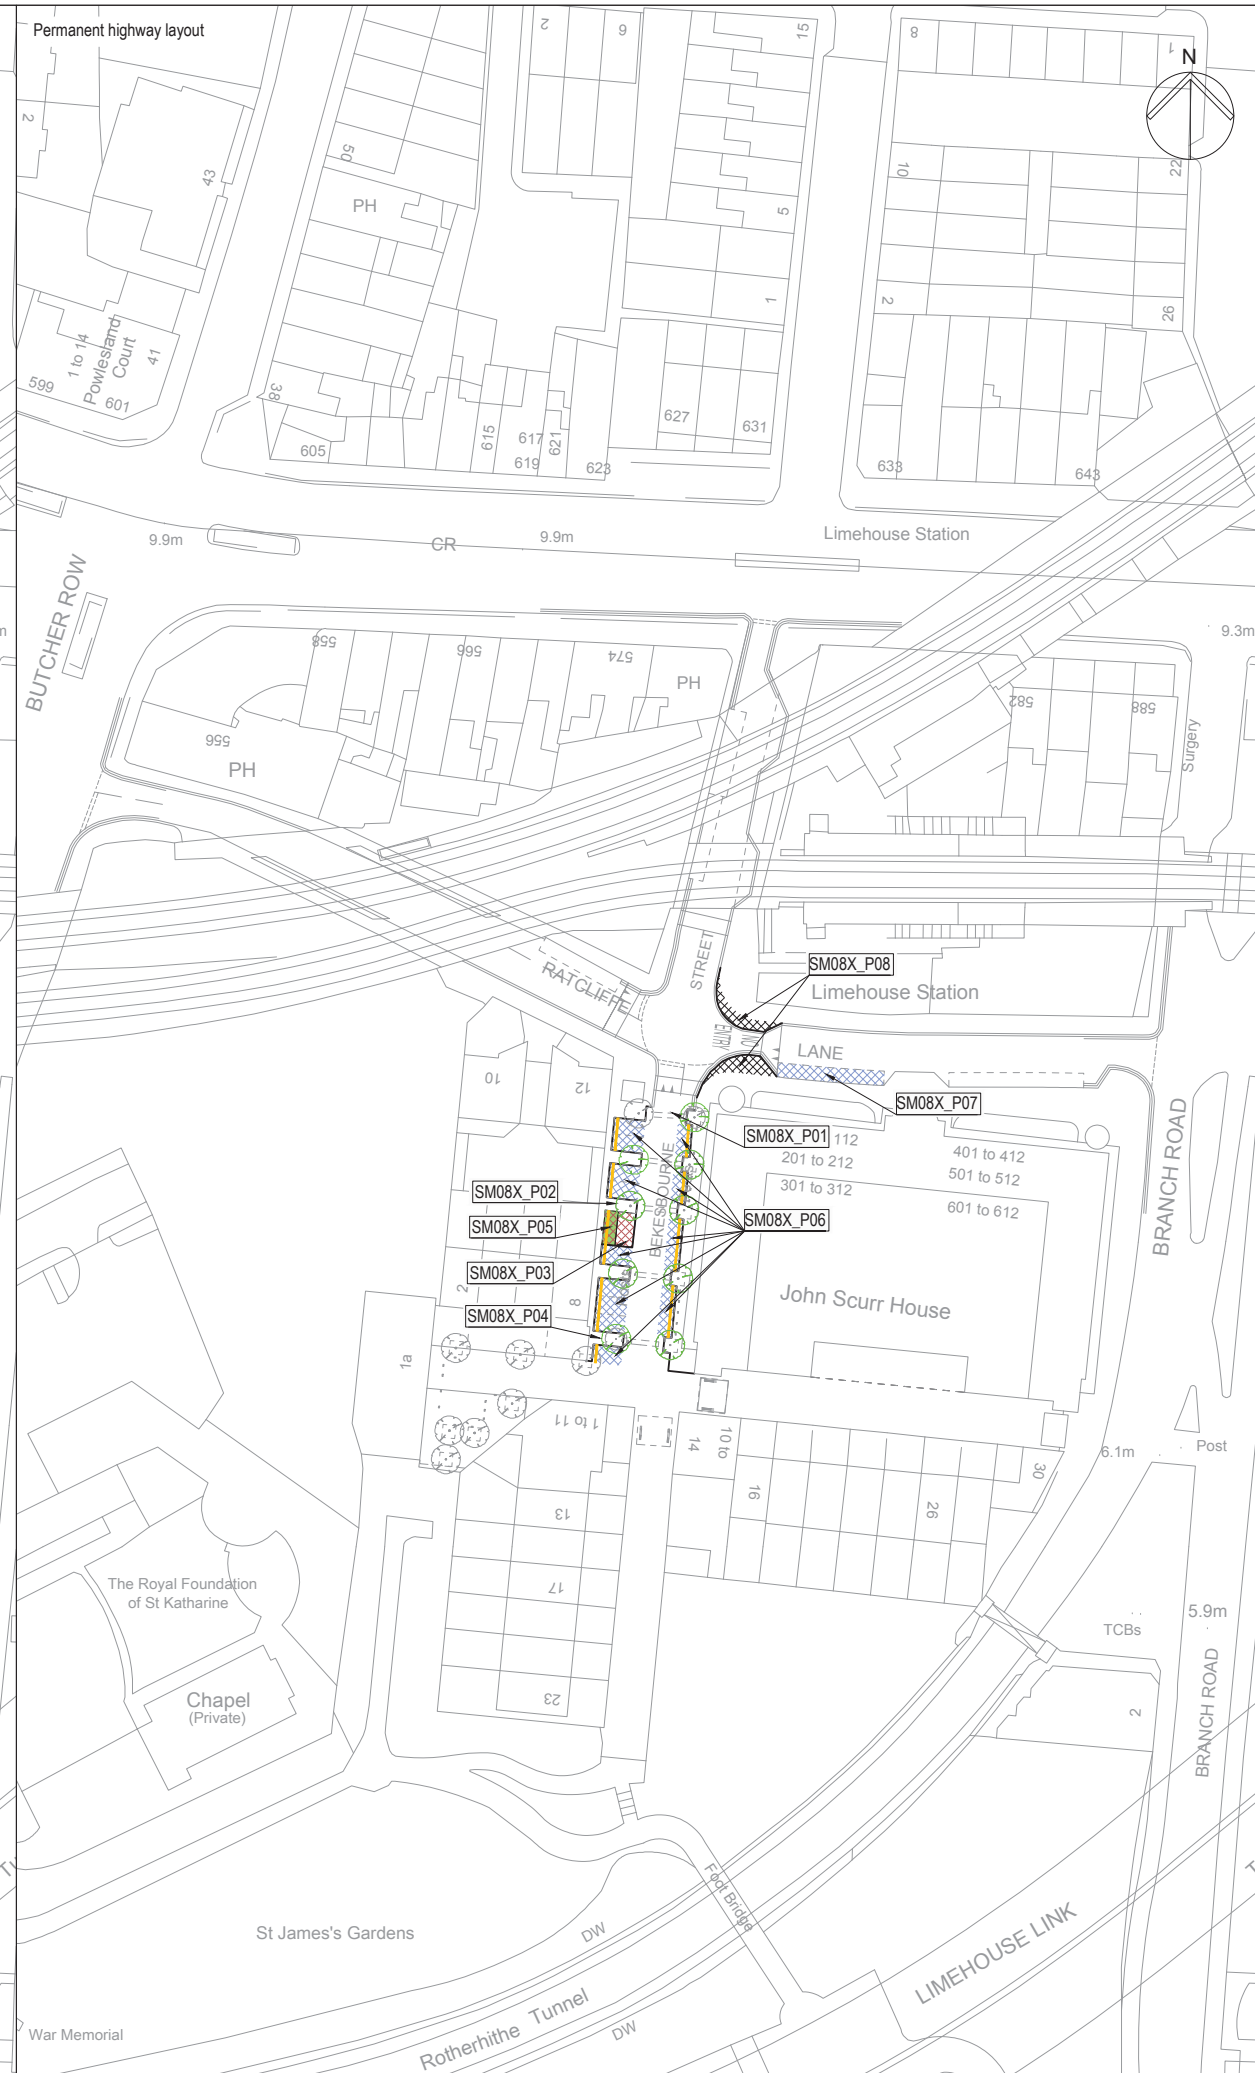 Permanent highway layout
N
2
6
15
8
1
2
43
50
PH
10
22
5
1
2
26
1 to 14
Powlesland
Court
41
599
601
38
605
615
617
619
621
623
627
631
633
643
9.9m
CR
9.9m
Limehouse Station
BUTCHER ROW
9.3m
558
566
574
PH
556
PH
582
588
Surgery
STREET
RATCLIFFE
SM08X_P08
Limehouse Station
NO
ENTRY
LANE
SM08X_P07
10
12
BRANCH ROAD
SM08X_P01
112
201 to 212
301 to 312
401 to 412
501 to 512
601 to 612
BEKESBOURNE
SM08X_P02
SM08X_P05
SM08X_P06
SM08X_P03
SM08X_P04
2
8
John Scurr House
1a
1 to 11
14
10 to
16
26
30
6.1m
Post
13
17
23
The Royal Foundation
of St Katharine
Chapel
(Private)
5.9m
TCBs
2
BRANCH ROAD
Foot Bridge
St James's Gardens
DW
LIMEHOUSE LINK
War Memorial
Rotherhithe Tunnel
DW